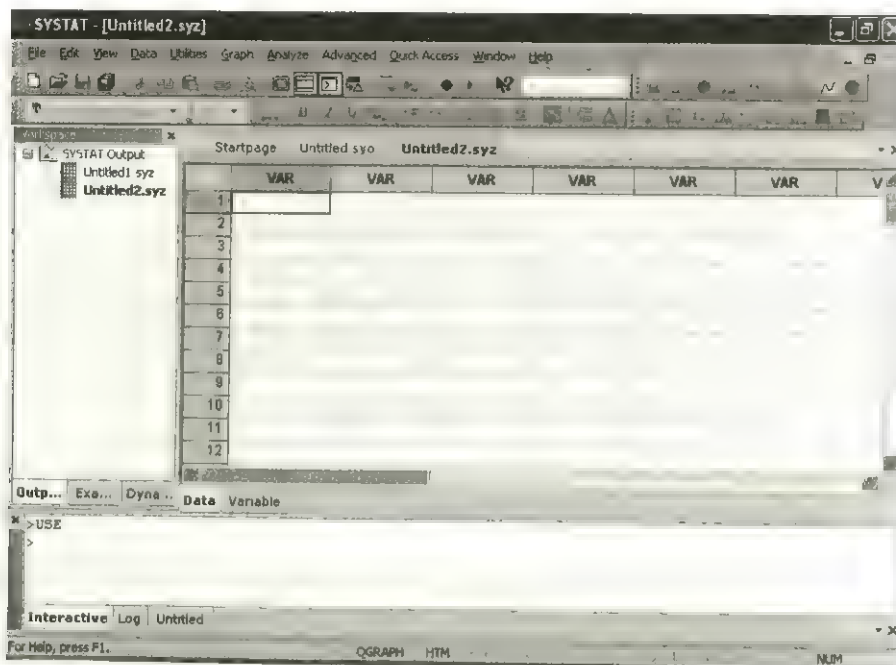 SYSTAT - [Untitled2.syz]
File Edit View Data Utilities Graph Analyze Advanced Quick Access Window Help
Workspace
SYSTAT Output
Untitled1 syz
Untitled2.syz
Startpage Untitled syo Untitled2.syz
VAR VAR VAR VAR VAR VAR V
1
2
3
4
5
6
7
8
9
10
11
12
Outp... Exa... Dyna ..
Data Variable
>USE
>
Interactive Log Untitled
For Help, press F1. QGRAPH HTM NUM